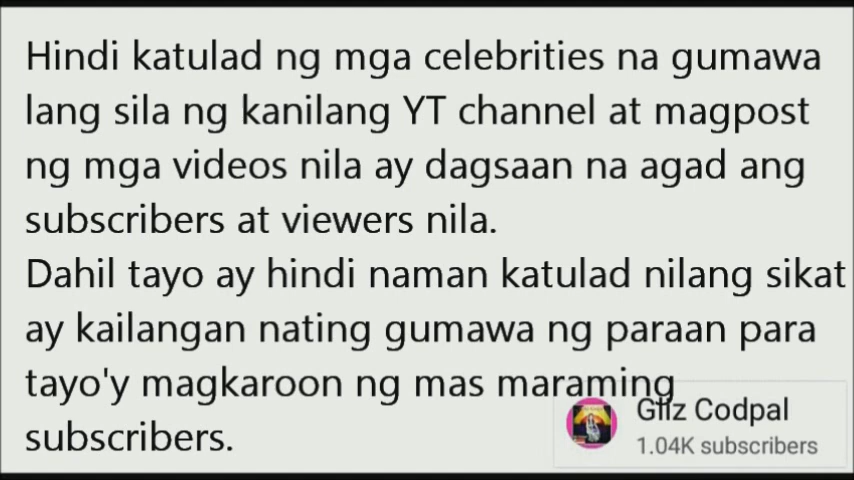 Hindi katulad ng mga celebrities na gumawa
lang sila ng kanilang YT channel at magpost
ng mga videos nila ay dagsaan na agad ang
subscribers at viewers nila.
Dahil tayo ay hindi naman katulad nilang sikat
ay kailangan nating gumawa ng paraan para
tayo'y magkaroon ng mas maraming
subscribers.
Gliz Codpal
1.04K subscribers